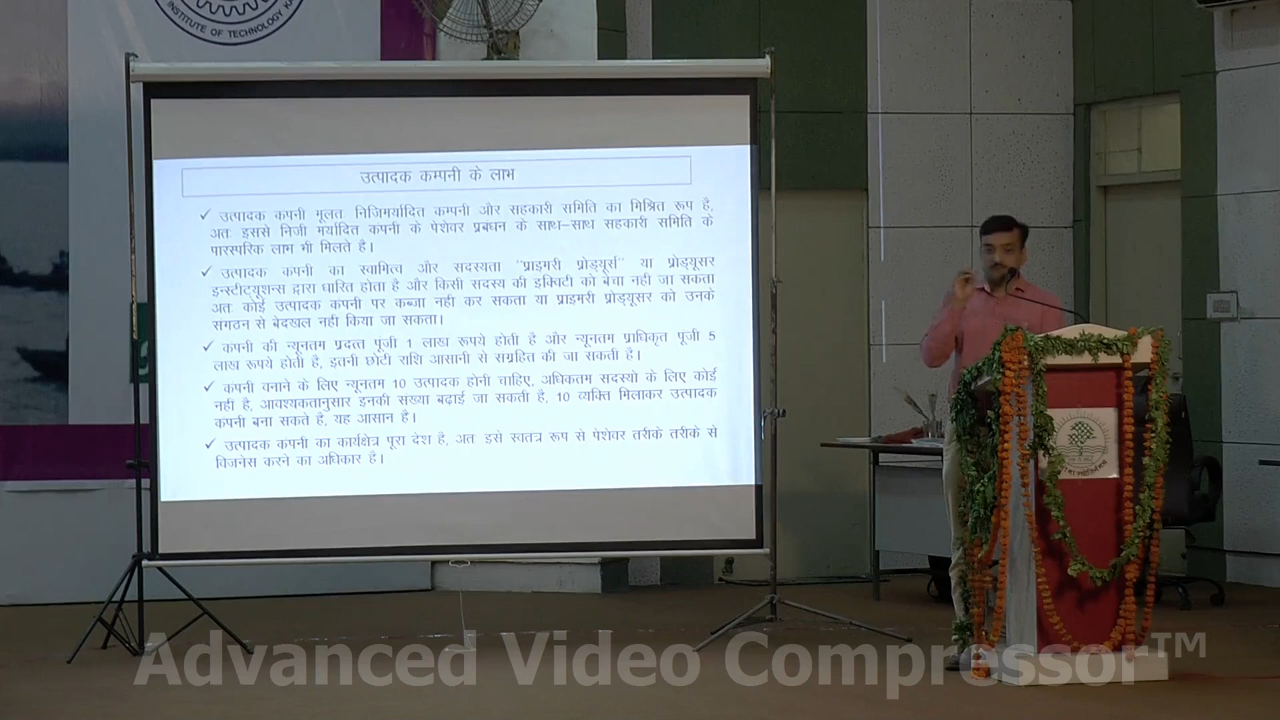 INSTITUTE OF TECHNOLOGY KA
उत्पादक कम्पनी के लाभ
✓ उत्पादक कंपनी मूलतः निजिमर्यादित कम्पनी और सहकारी समिति का मिश्रित रूप है,
अतः इससे निजी मर्यादित कंपनी के पेशेवर प्रबंधन के साथ–साथ सहकारी समिति के
पारस्परिक लाभ भी मिलते है।
✓ उत्पादक कंपनी का स्वामित्व और सदस्यता "प्राइमरी प्रोड्यूर्स" या प्रोड्यूसर
इन्स्टीट्यूशन्स द्वारा धारित होता है और किसी सदस्य की इक्विटी को बेचा नही जा सकता
अतः कोई उत्पादक कंपनी पर कब्जा नही कर सकता या प्राइमरी प्रोड्यूसर को उनके
संगठन से बेदखल नही किया जा सकता।
✓ कंपनी की न्यूनतम प्रदत्त पूंजी 1 लाख रूपये होती है और न्यूनतम प्राधिकृत पूंजी 5
लाख रूपये होती है, इतनी छोटी राशि आसानी से संग्रहित की जा सकती है।
✓ कंपनी बनाने के लिए न्यूनतम 10 उत्पादक होनी चाहिए, अधिकतम सदस्यो के लिए कोई
नही है, आवश्यकतानुसार इनकी संख्या बढ़ाई जा सकती है, 10 व्यक्ति मिलाकर उत्पादक
कंपनी बना सकते है, यह आसान है।
✓ उत्पादक कंपनी का कार्यक्षेत्र पूरा देश है, अतः इसे स्वतंत्र रूप से पेशेवर तरीके तरीके से
बिजनेस करने का अधिकार है।
Advanced Video Compressor™